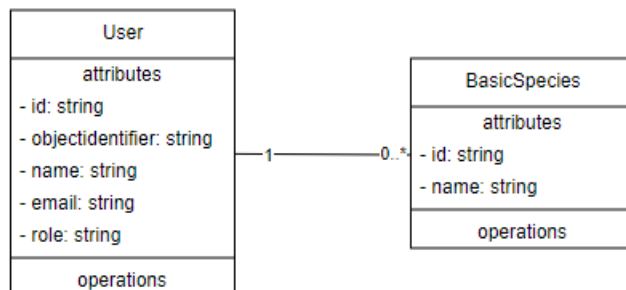 User
attributes
- id: string
- objectidentifier: string
- name: string
- email: string
- role: string
operations
1
0..*
BasicSpecies
attributes
- id: string
- name: string
operations